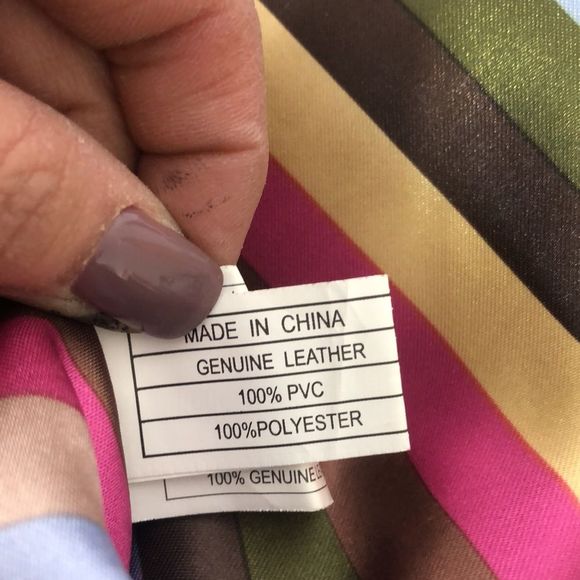 MADE IN CHINA
GENUINE LEATHER
100% PVC
100%POLYESTER
100% GENUINE